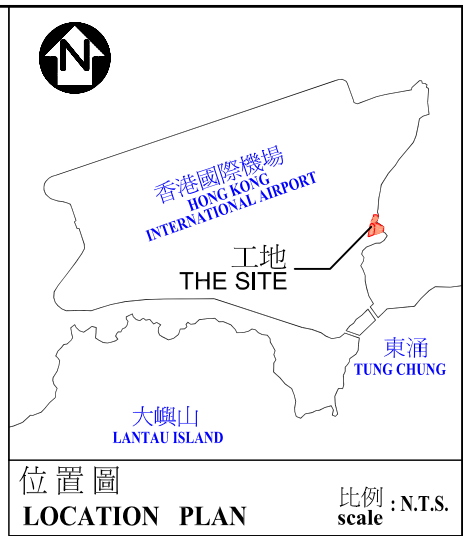 N
香港國際機場
HONG KONG
INTERNATIONAL AIRPORT
工地
THE SITE
東涌
TUNG CHUNG
大嶼山
LANTAU ISLAND
位置圖
LOCATION PLAN
比例 : N.T.S.
scale